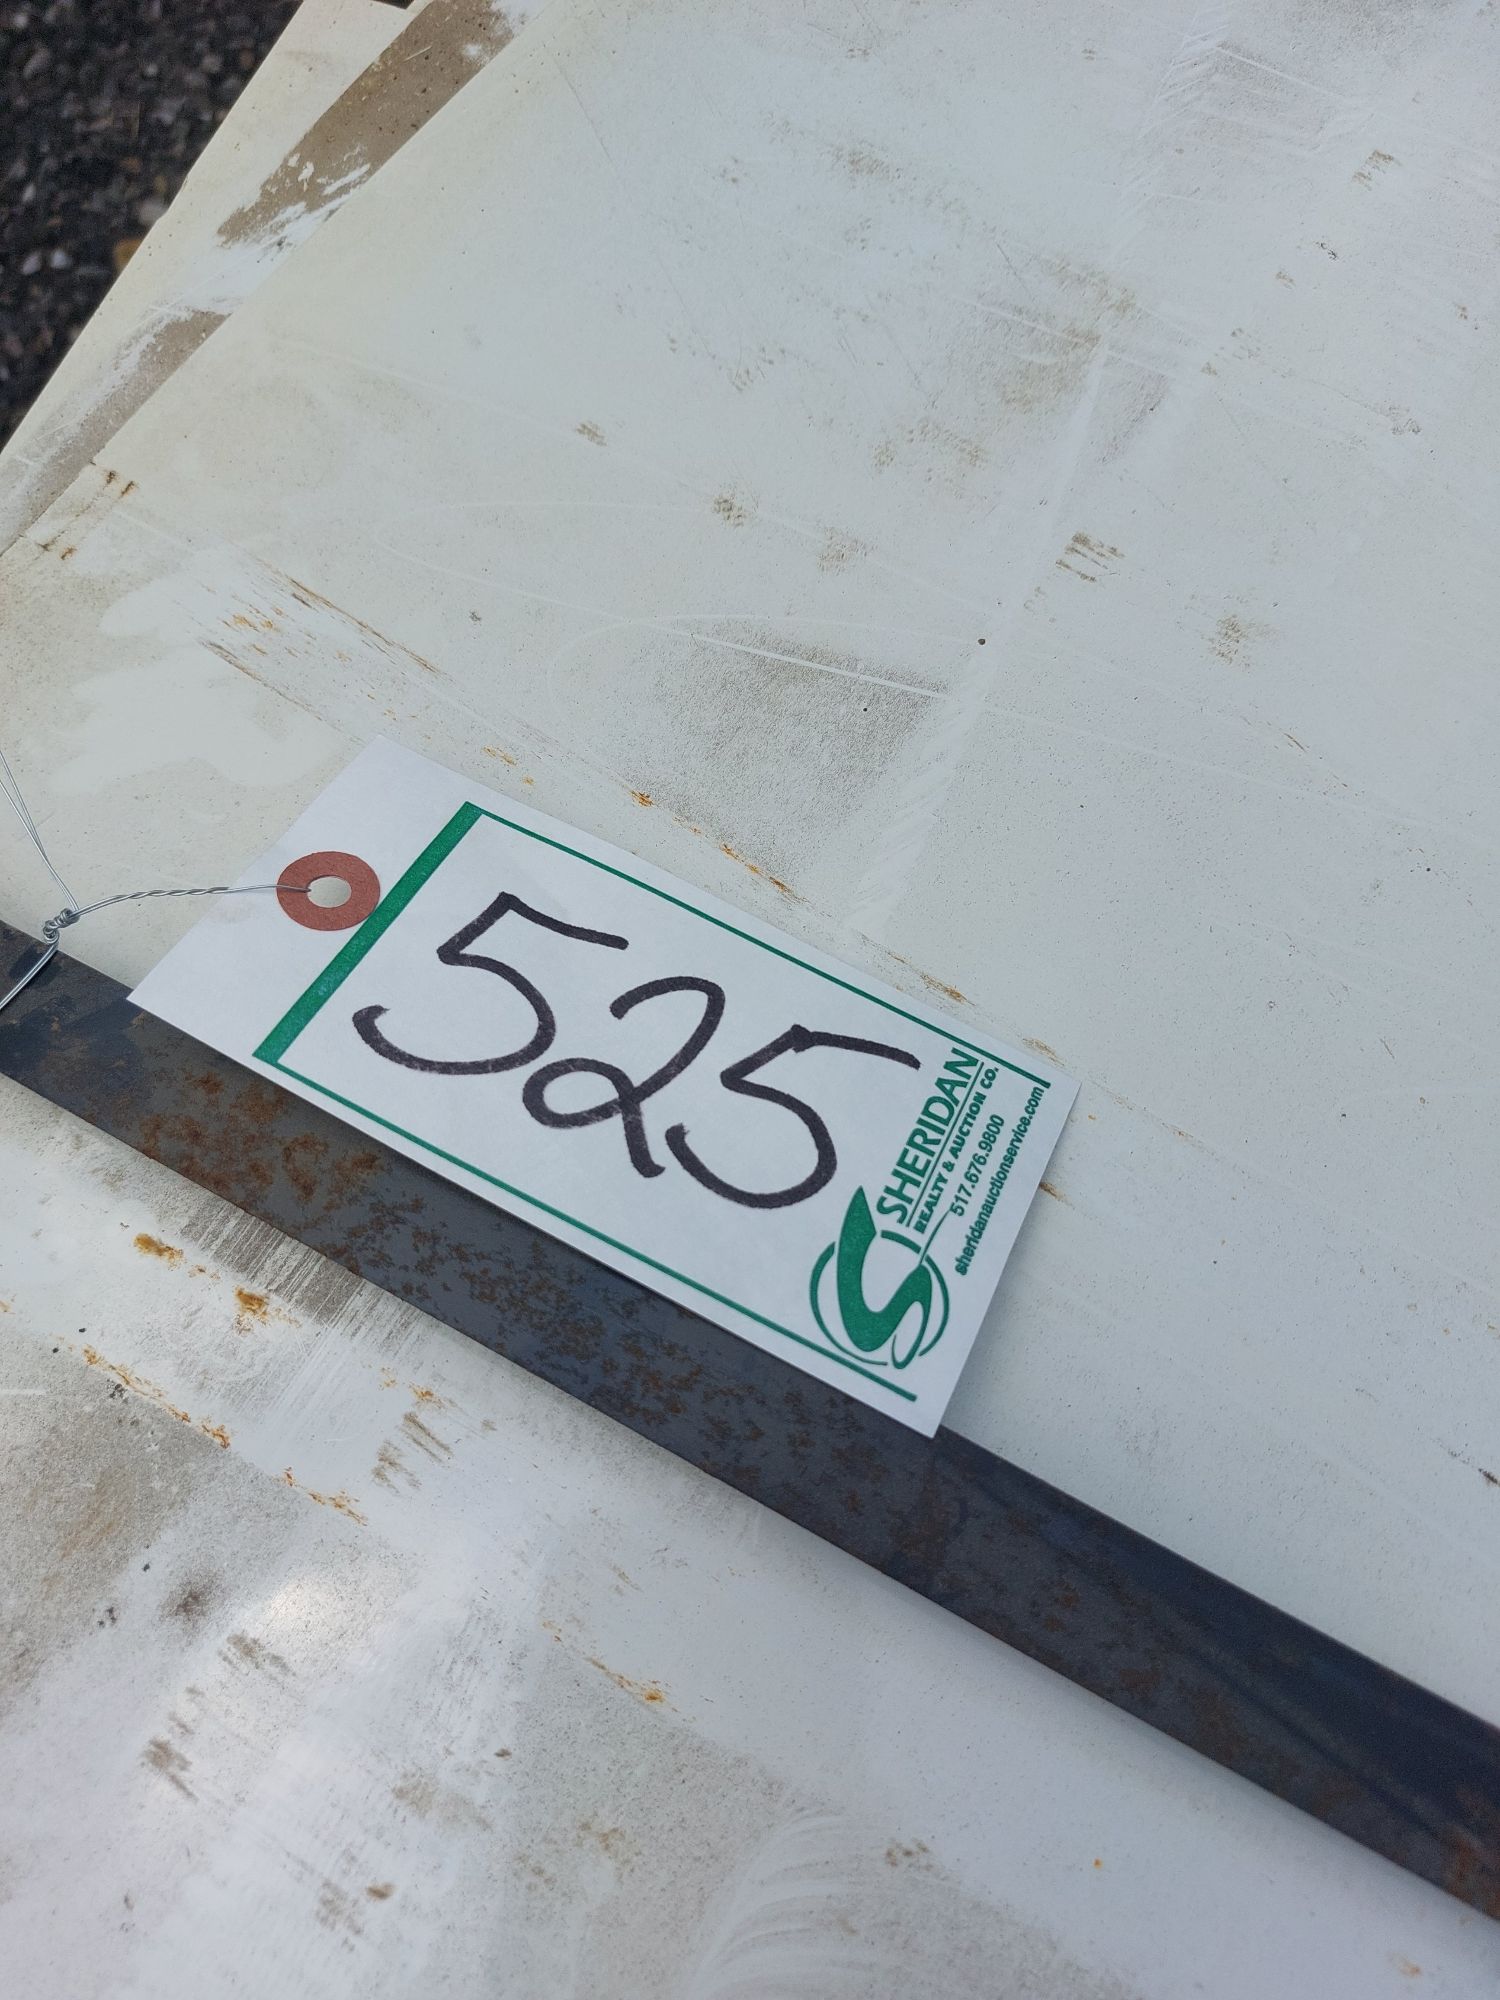 525
SHERIDAN
REALTY & AUCTION CO.
517.676.9800
sheridanauctionservice.com